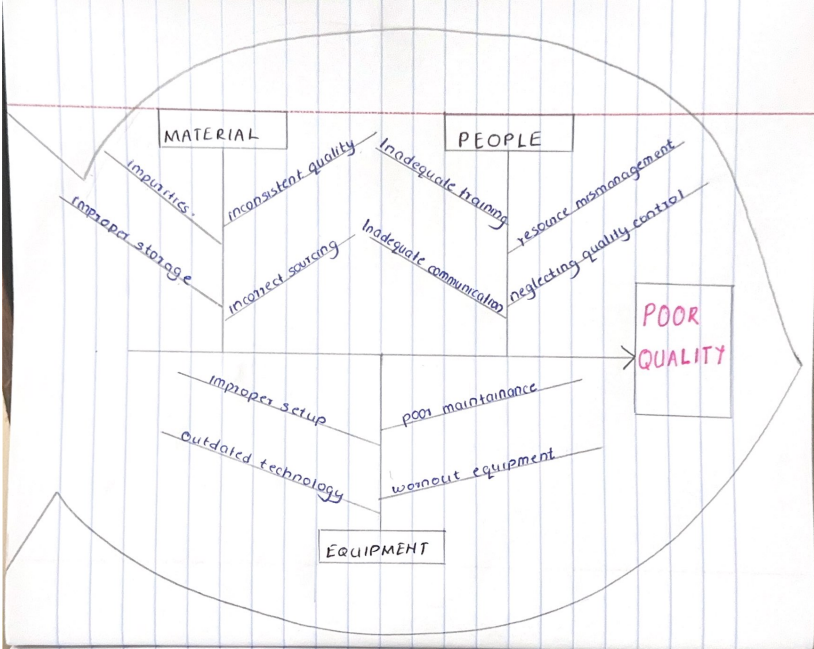 MATERIAL
impurities.
Improper storage
inconsistent quality
incorrect sourcing
PEOPLE
Inadequate training
Inadequate communication
resource mismanagement
neglecting quality control
POOR
QUALITY
Improper setup
Outdated technology
poor maintainance
wornout equipment
EQUIPMENT